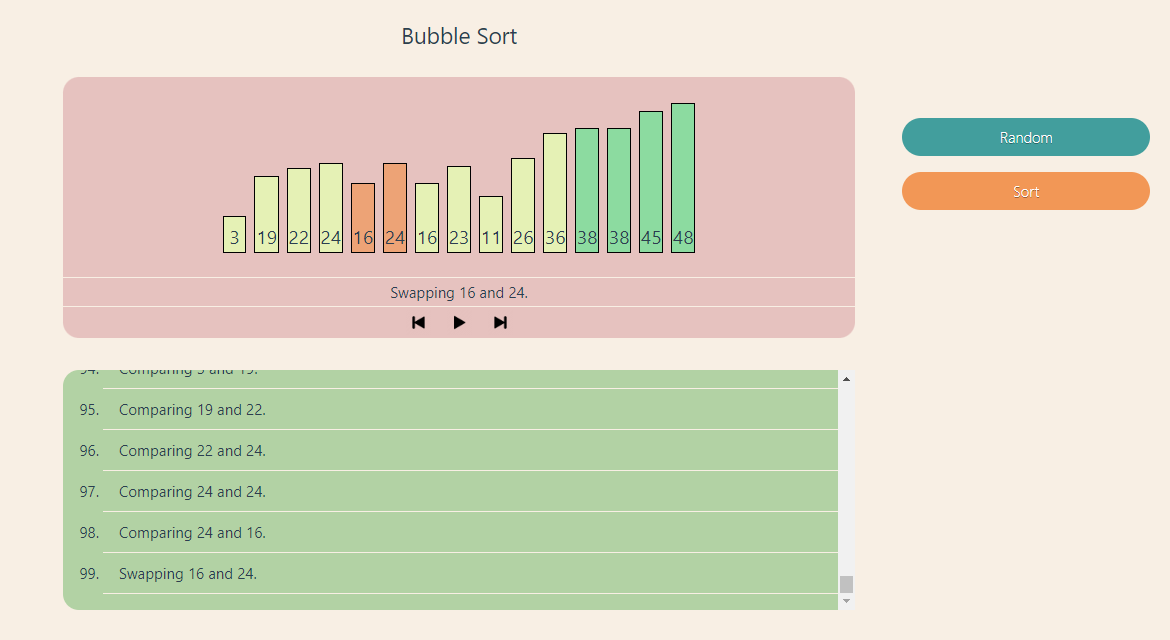 Bubble Sort
Random
Sort
3 19 22 24 16 24 16 23 11 26 36 38 38 45 48
Swapping 16 and 24.
94. Comparing 3 and 19.
95. Comparing 19 and 22.
96. Comparing 22 and 24.
97. Comparing 24 and 24.
98. Comparing 24 and 16.
99. Swapping 16 and 24.